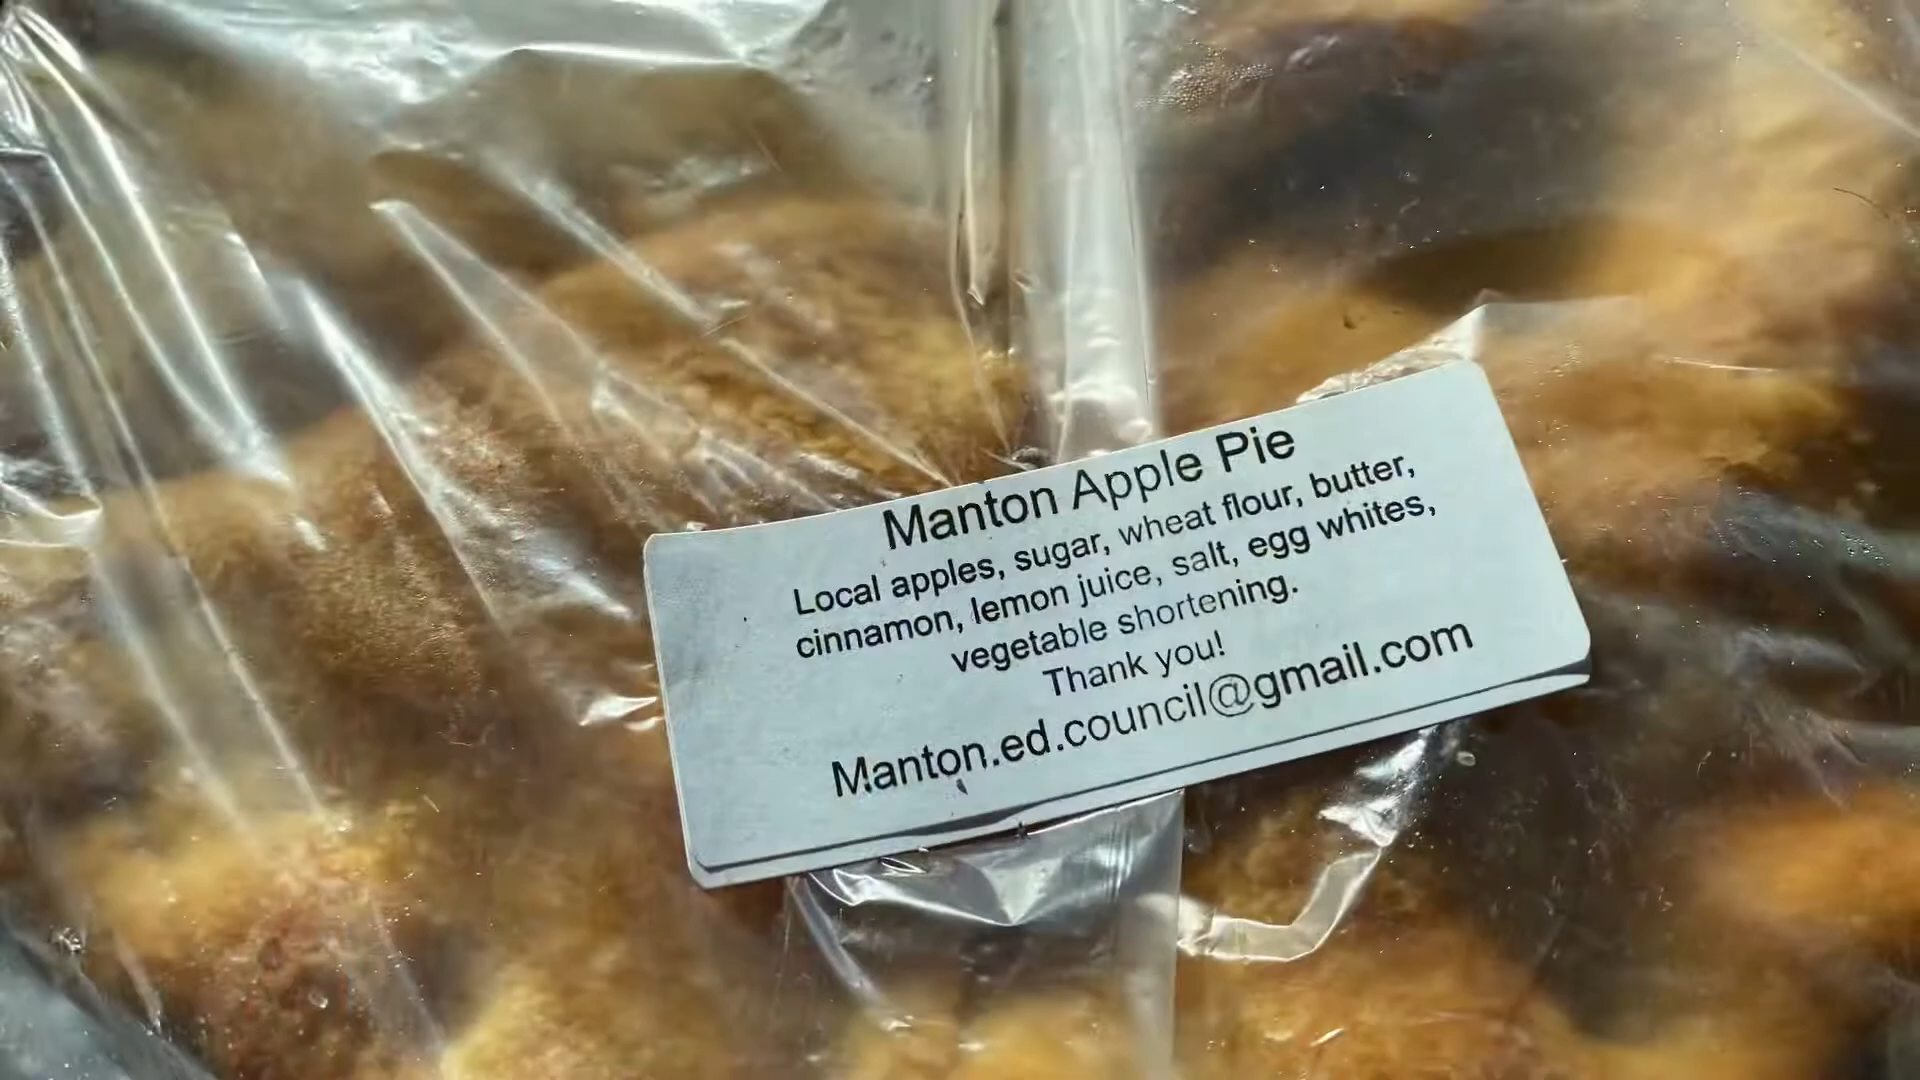 Manton Apple Pie
Local apples, sugar, wheat flour, butter,
cinnamon, lemon juice, salt, egg whites,
vegetable shortening.
Thank you!
Manton.ed.council@gmail.com